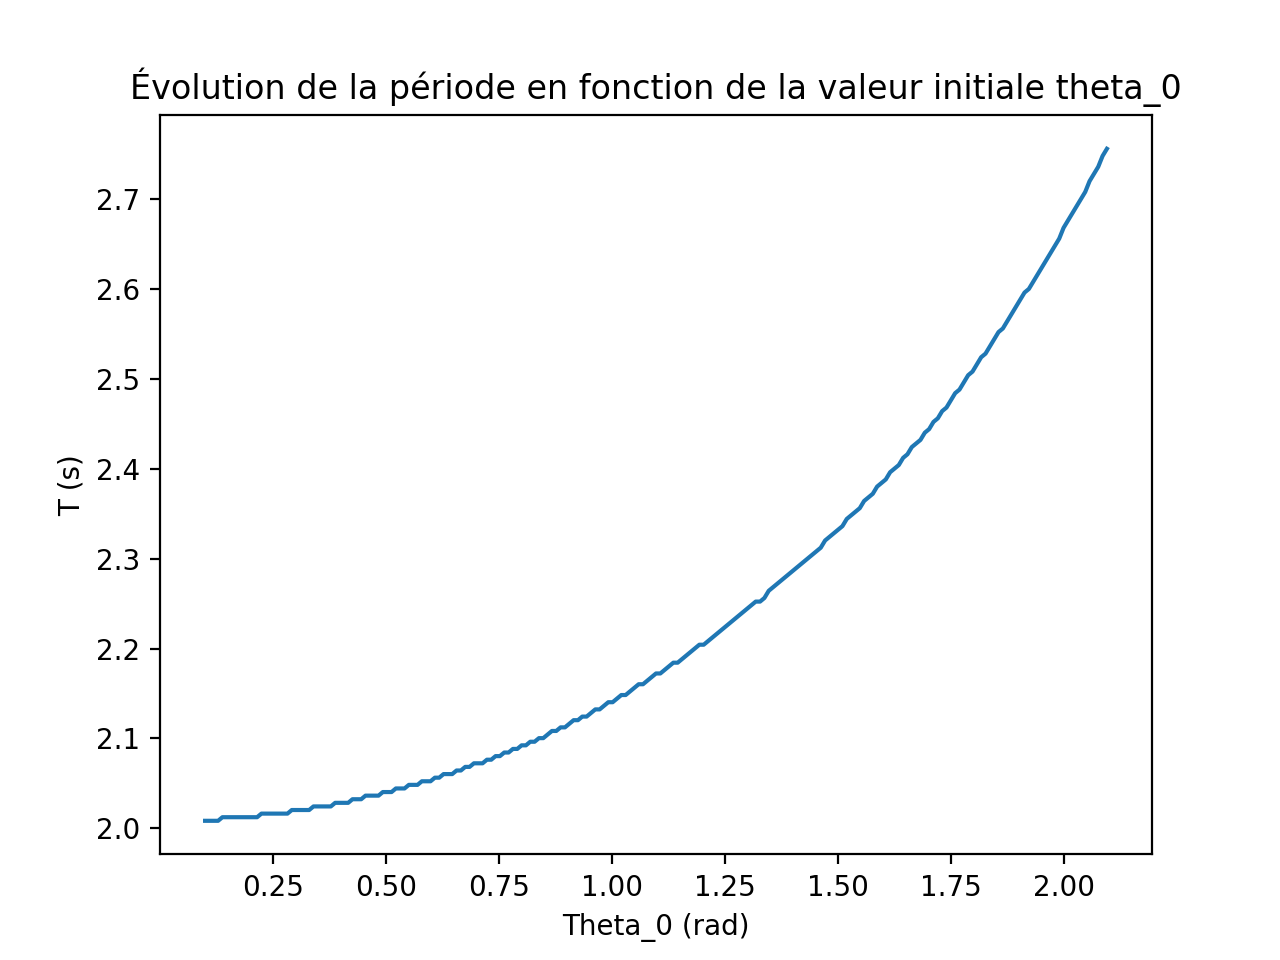 Évolution de la période en fonction de la valeur initiale theta_0
2.7
2.6
2.5
2.4
2.3
2.2
2.1
2.0
T (s)
0.25 0.50 0.75 1.00 1.25 1.50 1.75 2.00
Theta_0 (rad)